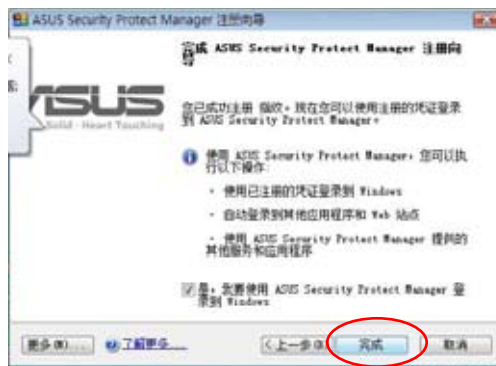 ASUS Security Protect Manager 注册向导
完成 ASUS Security Protect Manager 注册向
导
ASUS
Rock Solid · Heart Touching
您已成功注册 指纹。现在您可以使用注册的凭证登录
到 ASUS Security Protect Manager。
使用 ASUS Security Protect Manager，您可以执
行以下操作:
· 使用已注册的凭证登录到 Windows
· 自动登录到其他应用程序和 Web 站点
· 使用 ASUS Security Protect Manager 提供的
其他服务和应用程序
是，我要使用 ASUS Security Protect Manager 登
录到 Windows
更多(M)... 了解更多... <上一步(B) 完成 取消